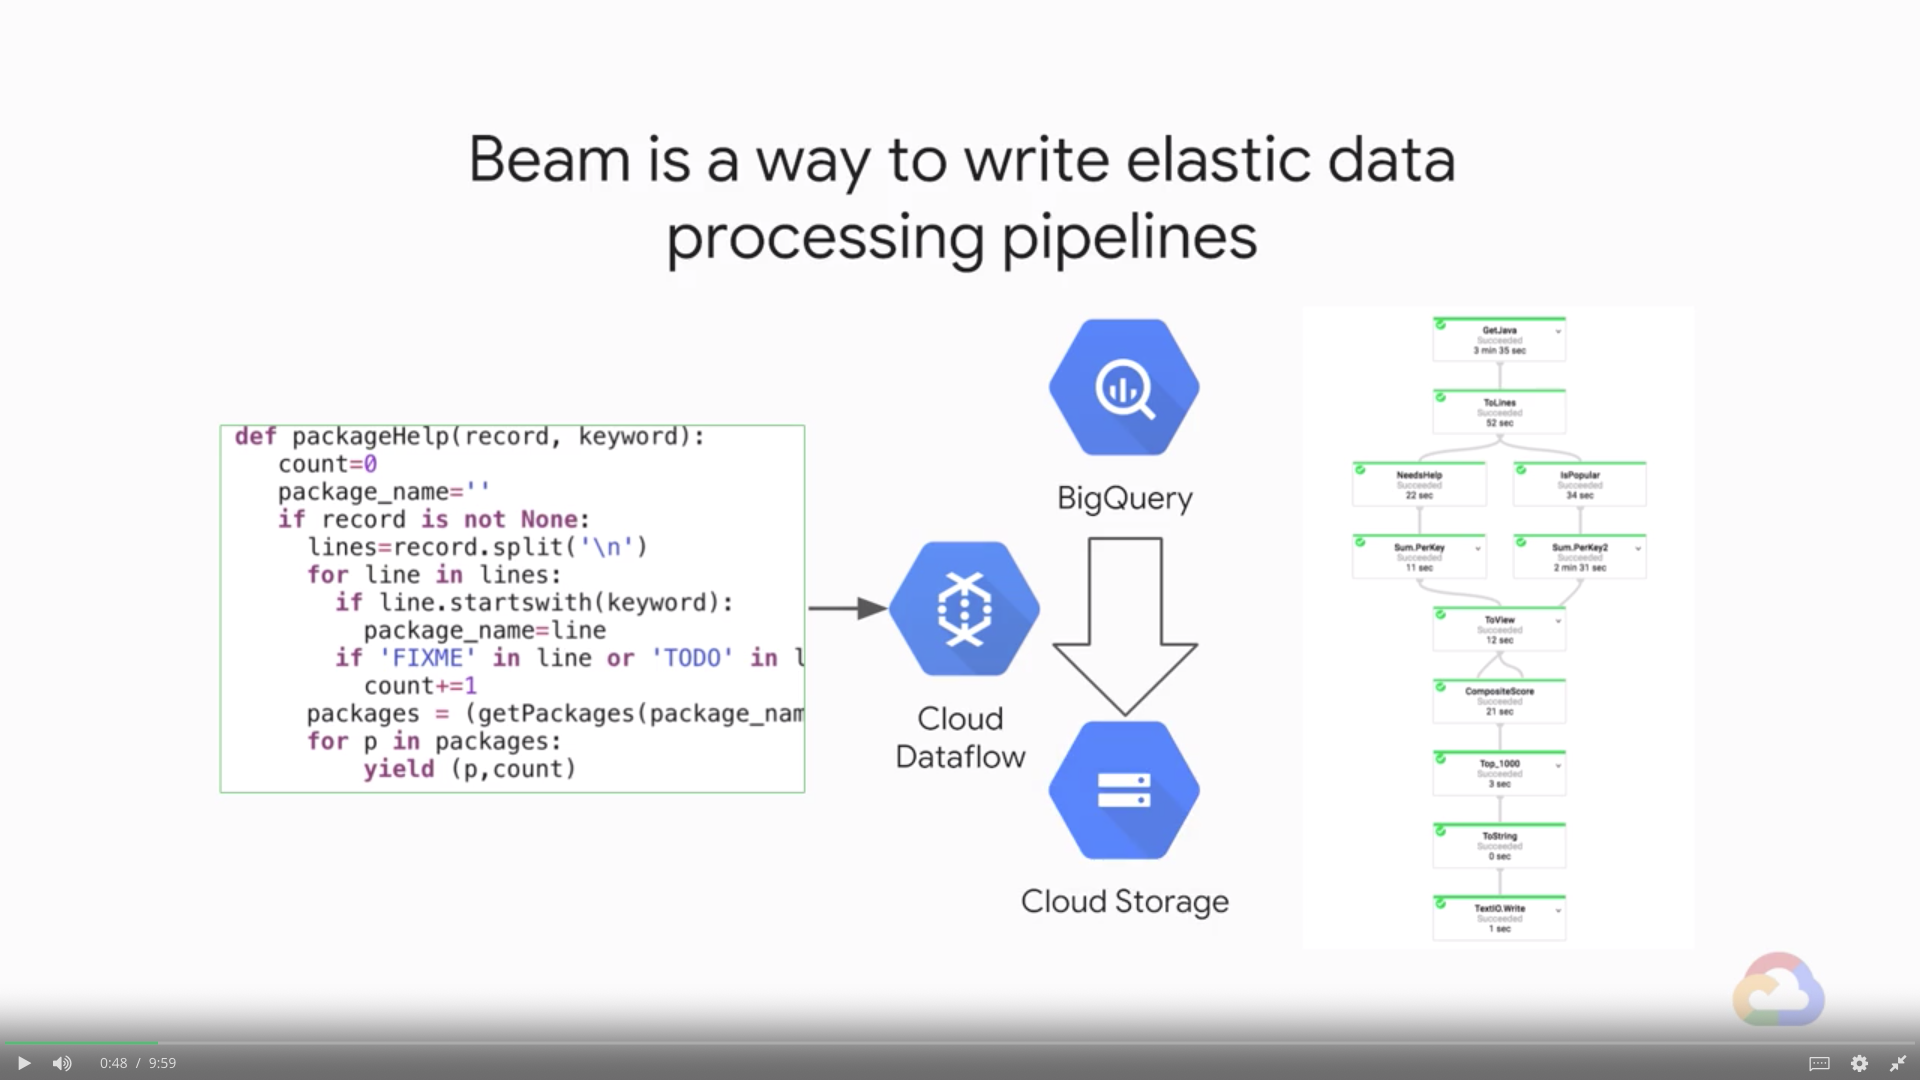 Beam is a way to write elastic data
processing pipelines
def packageHelp(record, keyword):
count=0
package_name=''
if record is not None:
lines=record.split('\n')
for line in lines:
if line.startswith(keyword):
package_name=line
if 'FIXME' in line or 'TODO' in l
count+=1
packages = (getPackages(package_nam
for p in packages:
yield (p,count)
Cloud
Dataflow
BigQuery
Cloud Storage
GetJava
Succeeded
3 min 35 sec
ToLines
Succeeded
52 sec
NeedsHelp
Succeeded
22 sec
IsPopular
Succeeded
34 sec
Sum.PerKey
Succeeded
11 sec
Sum.PerKey2
Succeeded
2 min 31 sec
ToView
Succeeded
12 sec
CompositeScore
Succeeded
21 sec
Top_1000
Succeeded
3 sec
ToString
Succeeded
0 sec
TextIO.Write
Succeeded
1 sec
0:48 / 9:59